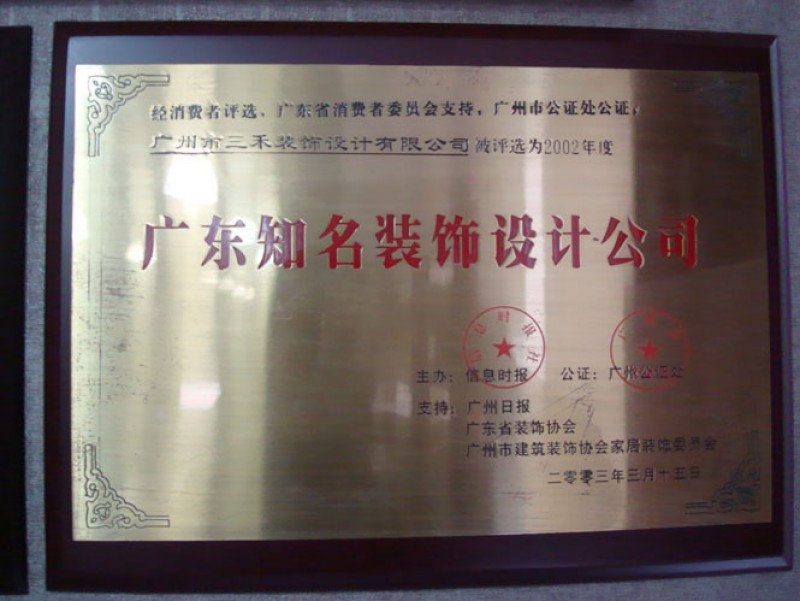 经消费者评选、广东省消费者委员会支持，广州市公证处公证，
广州市三禾装饰设计有限公司被评选为2002年度
广东知名装饰设计公司
信息时报社
主办：信息时报 公证：广州公证处
支持：广州日报
广东省装饰协会
广州市建筑装饰协会家居装饰委员会
二零零三年三月十三日